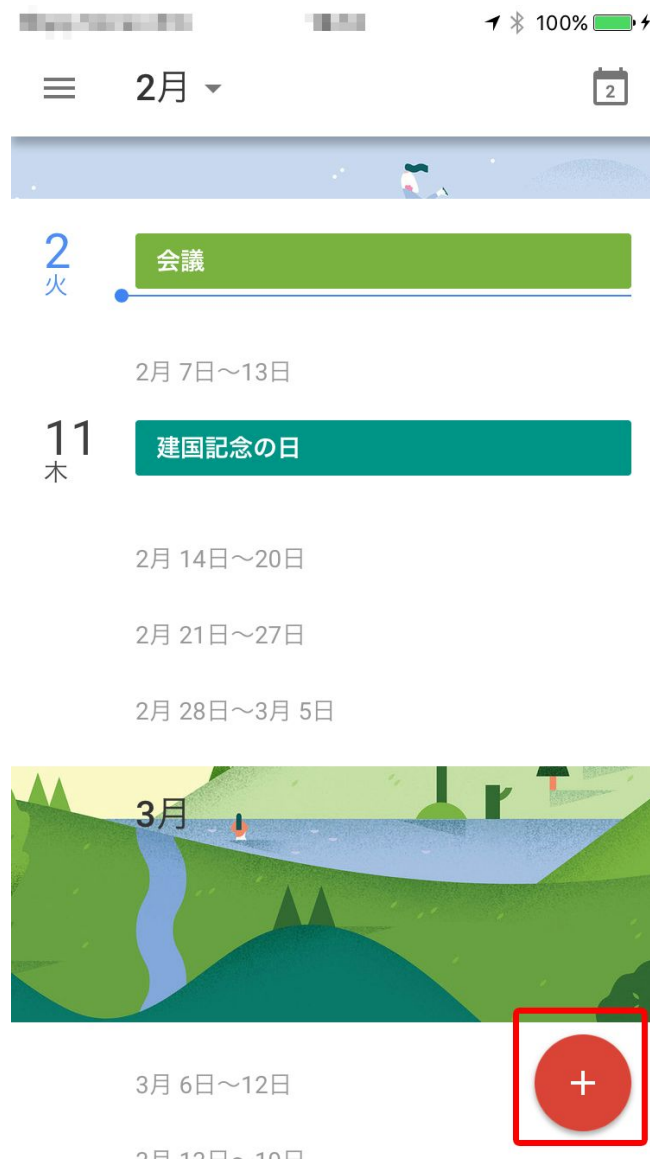 100%
2月
2
2
火
会議
2月 7日～13日
11
木
建国記念の日
2月 14日～20日
2月 21日～27日
2月 28日～3月 5日
3月
3月 6日～12日